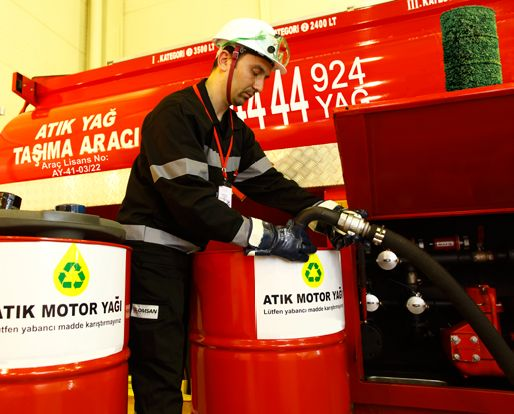 I. KATEGORİ ⌷ 3500 LT
III. KATEGORİ ⌷ 2400 LT
444 924
YAĞ
ATIK YAĞ
TAŞIMA ARACI
Araç Lisans No:
AY-41-03/22
ATIK MOTOR YAĞI
Lütfen yabancı madde karıştırmayınız
ATIK MOTOR YAĞI
Lütfen yabancı madde karıştırmayınız